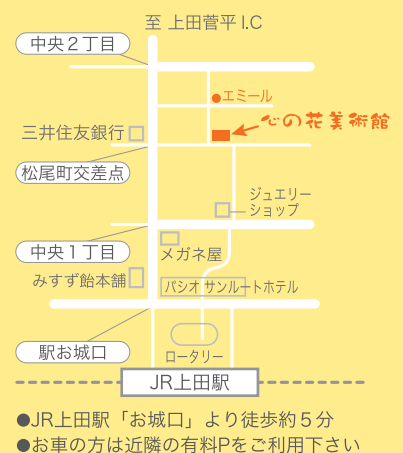 至 上田菅平 I.C
中央２丁目
エミール
心の花美術館
三井住友銀行
松尾町交差点
ジュエリー
ショップ
中央１丁目
メガネ屋
みすず飴本舗
パシオ サンルートホテル
駅お城口
ロータリー
JR上田駅
●JR上田駅「お城口」より徒歩約５分
●お車の方は近隣の有料Pをご利用下さい